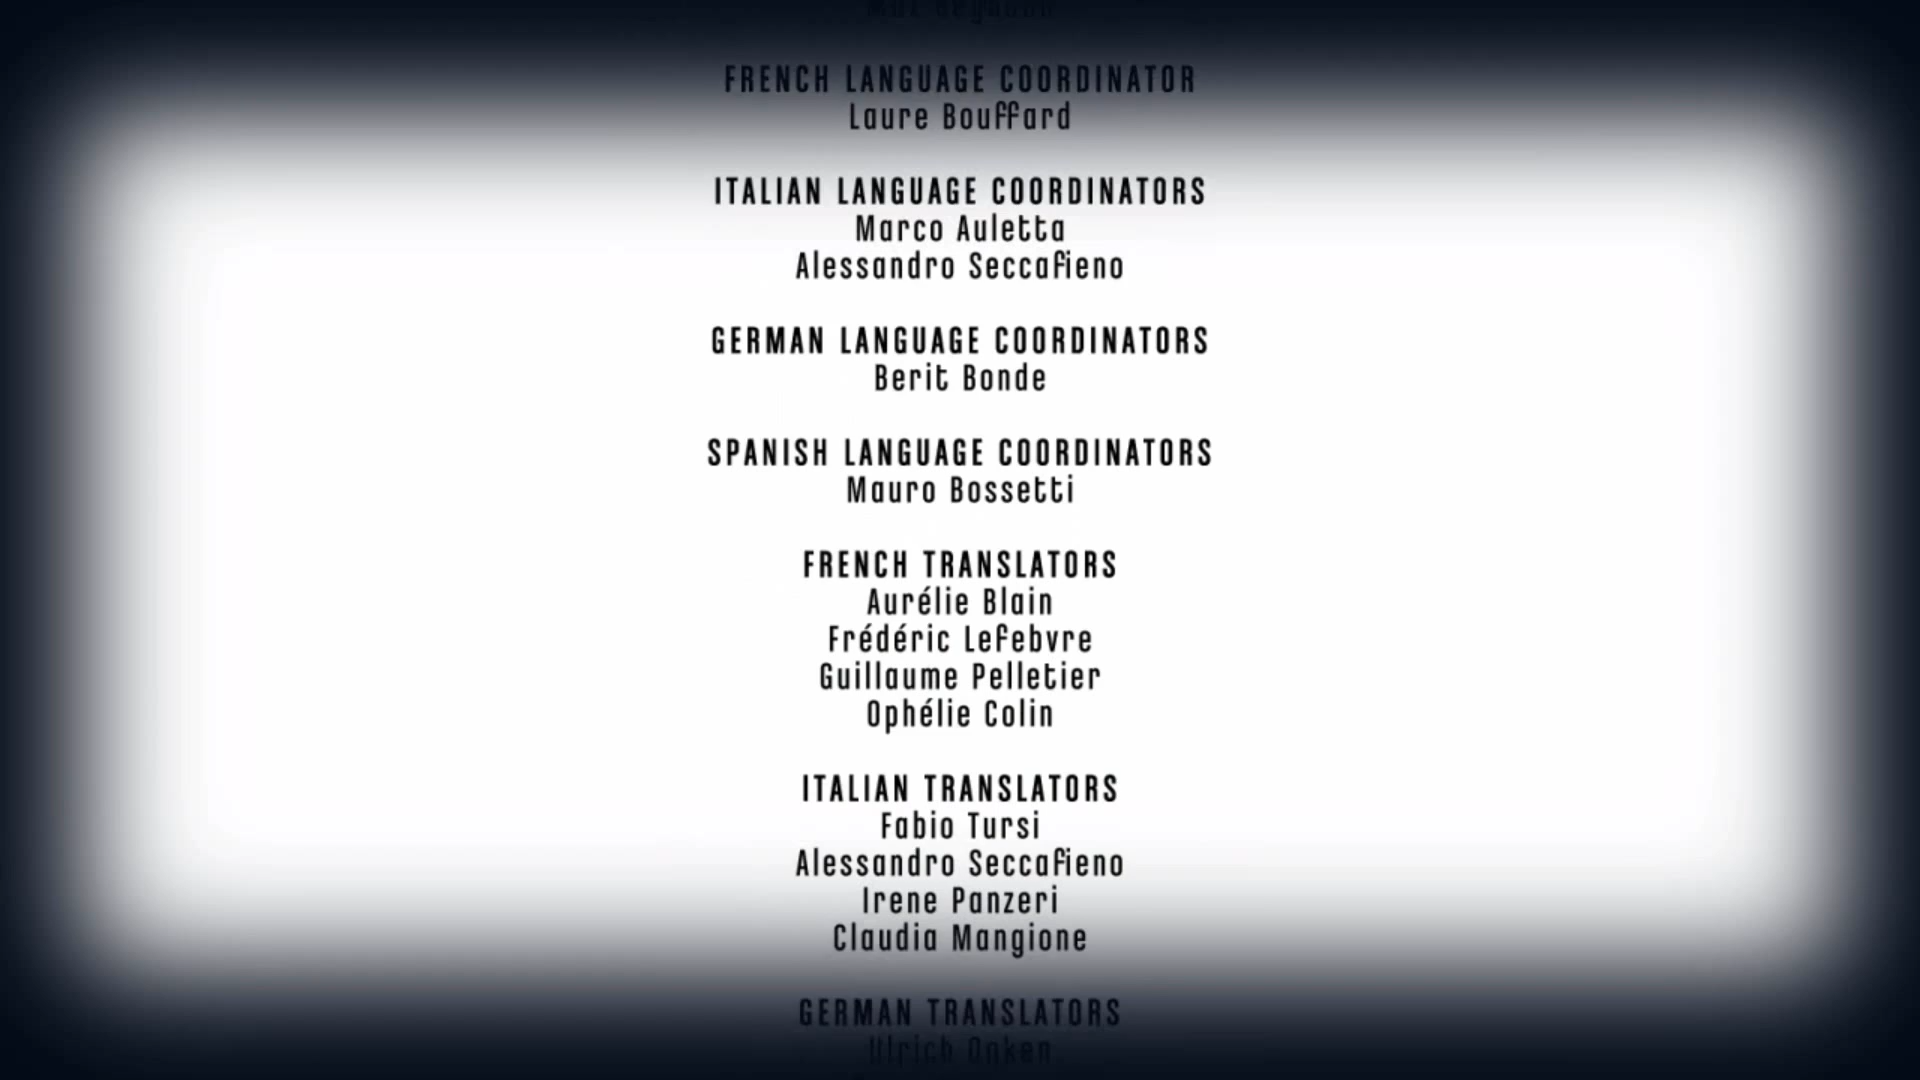 FRENCH LANGUAGE COORDINATOR
Laure Bouffard
ITALIAN LANGUAGE COORDINATORS
Marco Auletta
Alessandro Seccafieno
GERMAN LANGUAGE COORDINATORS
Berit Bonde
SPANISH LANGUAGE COORDINATORS
Mauro Bossetti
FRENCH TRANSLATORS
Aurélie Blain
Frédéric Lefebvre
Guillaume Pelletier
Ophélie Colin
ITALIAN TRANSLATORS
Fabio Tursi
Alessandro Seccafieno
Irene Panzeri
Claudia Mangione
GERMAN TRANSLATORS
Ulrich Onken